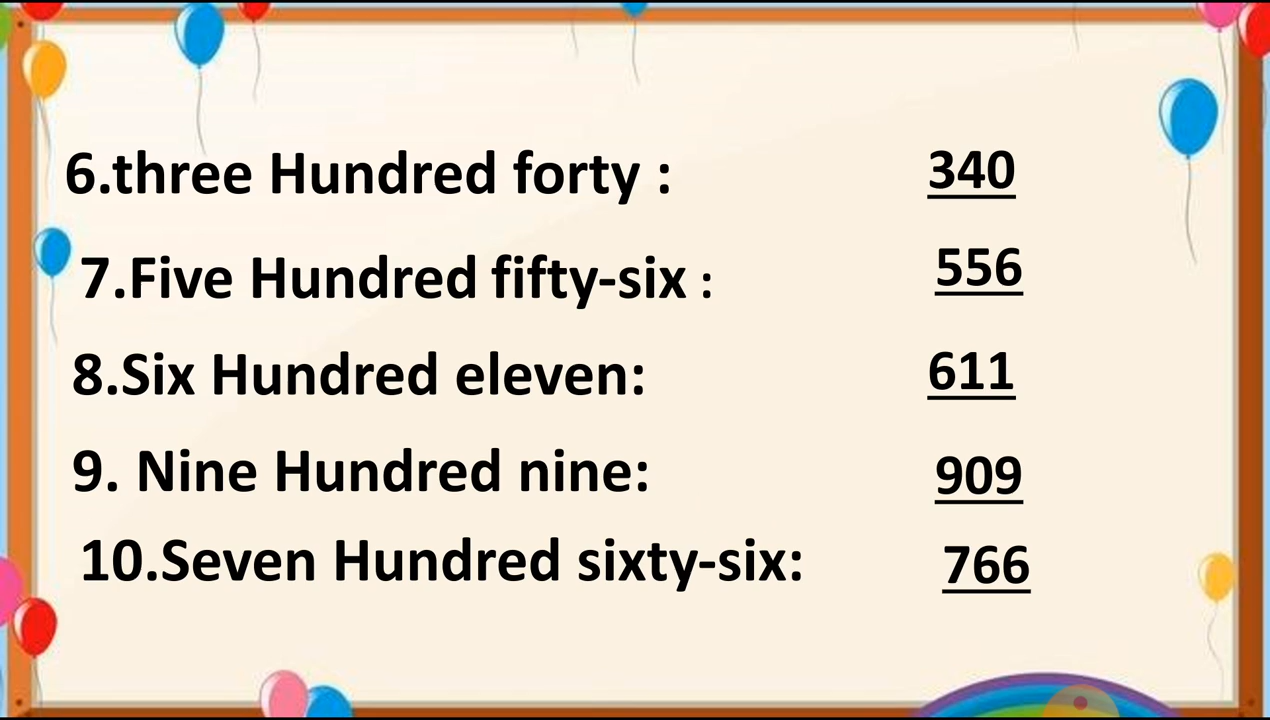 6.three Hundred forty : 340
7.Five Hundred fifty-six : 556
8.Six Hundred eleven: 611
9. Nine Hundred nine: 909
10.Seven Hundred sixty-six: 766